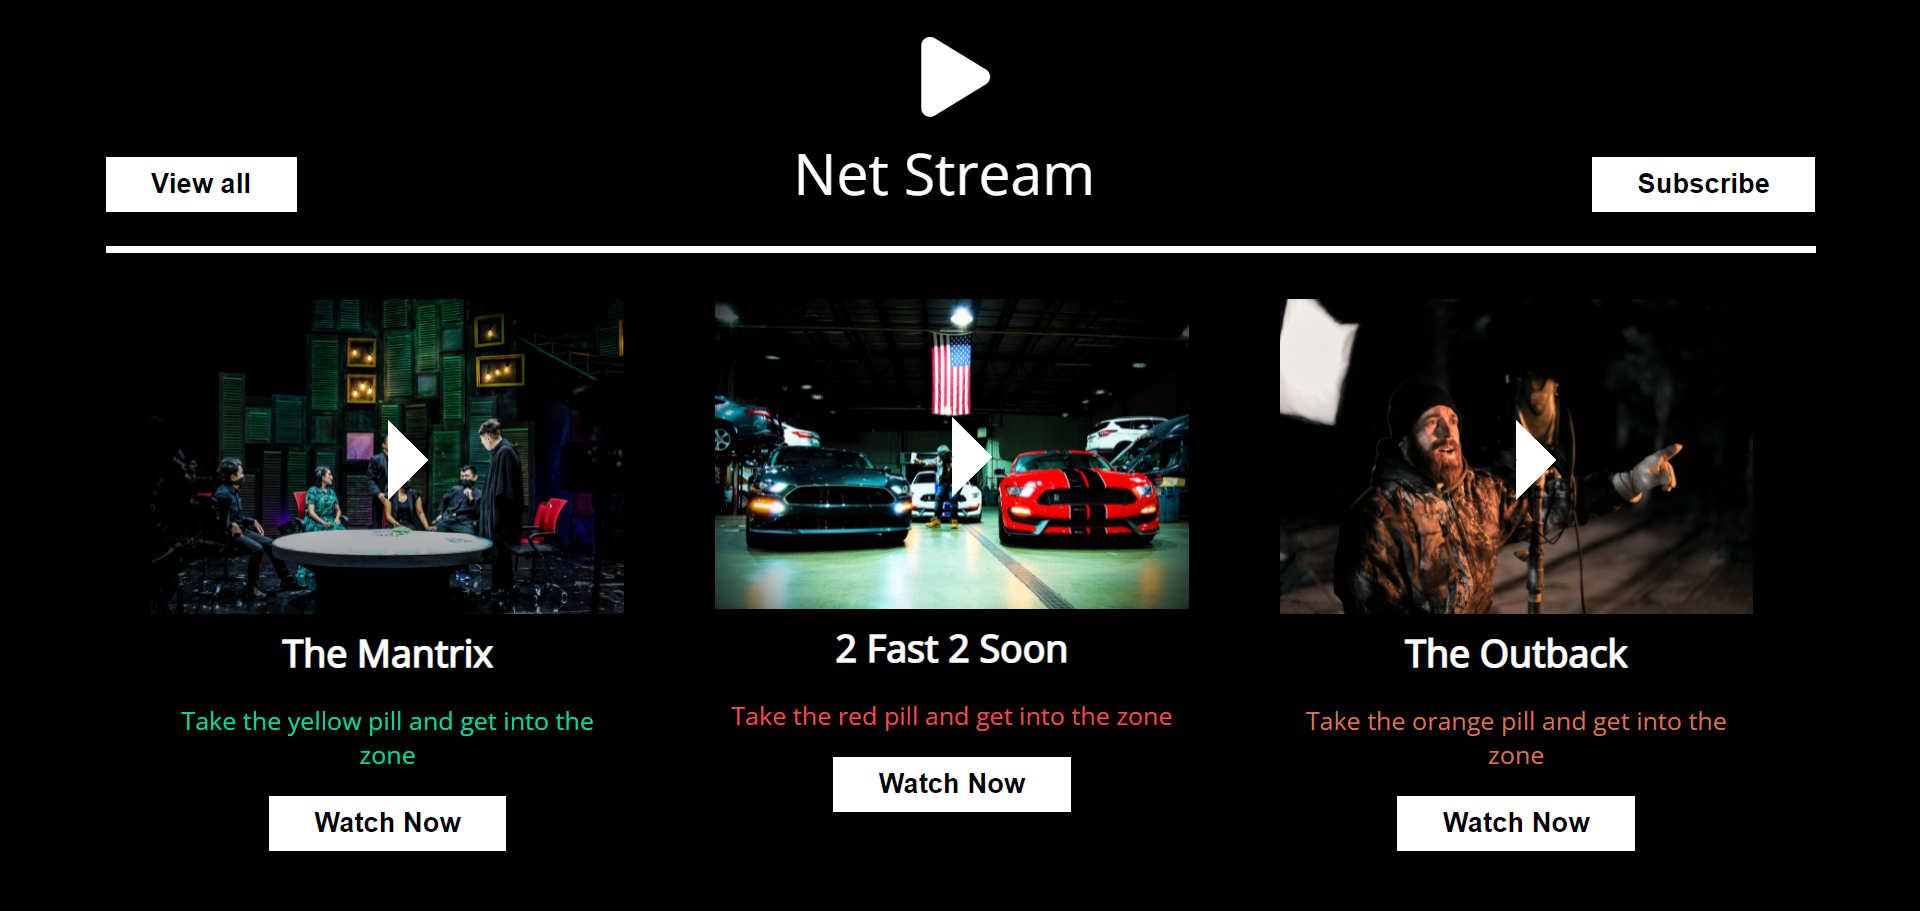 Net Stream
View all
Subscribe
The Mantrix
Take the yellow pill and get into the
zone
Watch Now
2 Fast 2 Soon
Take the red pill and get into the zone
Watch Now
The Outback
Take the orange pill and get into the
zone
Watch Now